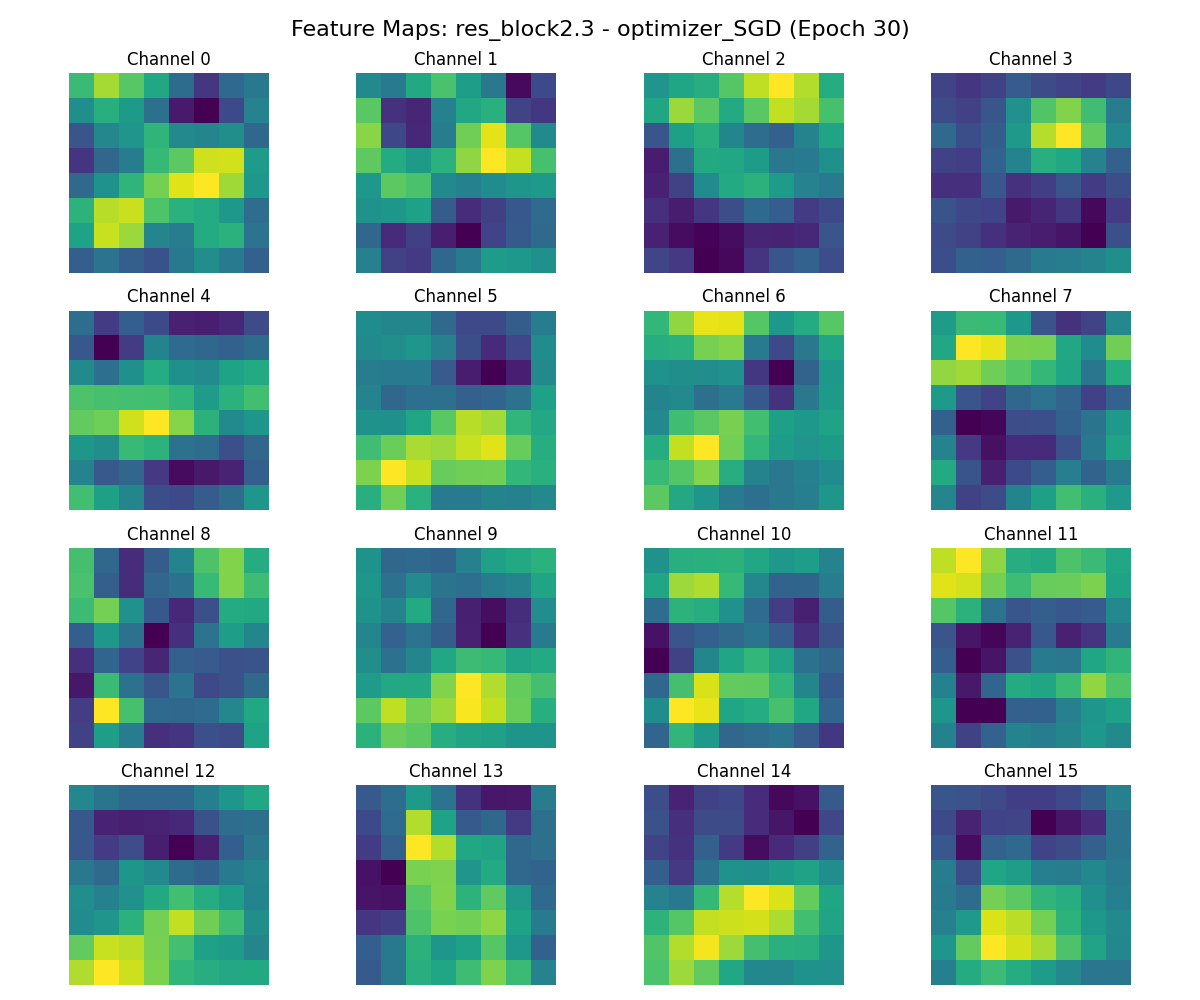 Feature Maps: res_block2.3 - optimizer_SGD (Epoch 30)
Channel 0
Channel 1
Channel 2
Channel 3
Channel 4
Channel 5
Channel 6
Channel 7
Channel 8
Channel 9
Channel 10
Channel 11
Channel 12
Channel 13
Channel 14
Channel 15